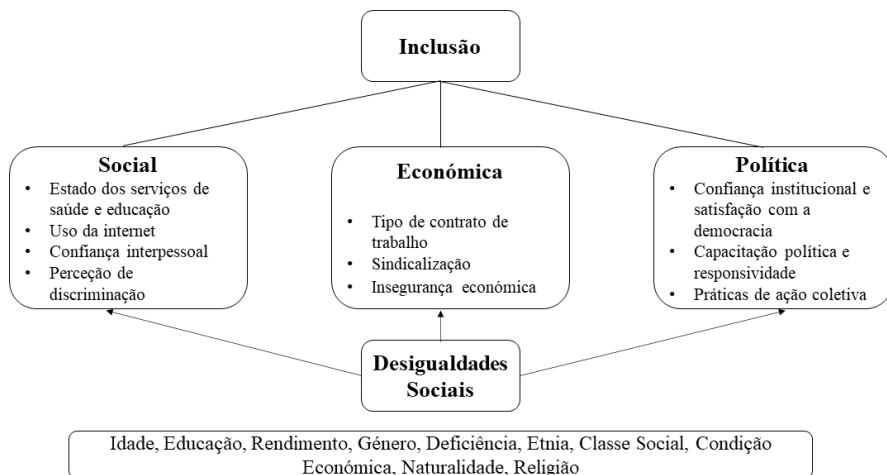 Inclusão
Social
• Estado dos serviços de
saúde e educação
• Uso da internet
• Confiança interpessoal
• Perceção de
discriminação
Económica
• Tipo de contrato de
trabalho
• Sindicalização
• Insegurança económica
Política
• Confiança institucional e
satisfação com a
democracia
• Capacitação política e
responsividade
• Práticas de ação coletiva
Desigualdades
Sociais
Idade, Educação, Rendimento, Género, Deficiência, Etnia, Classe Social, Condição
Económica, Naturalidade, Religião